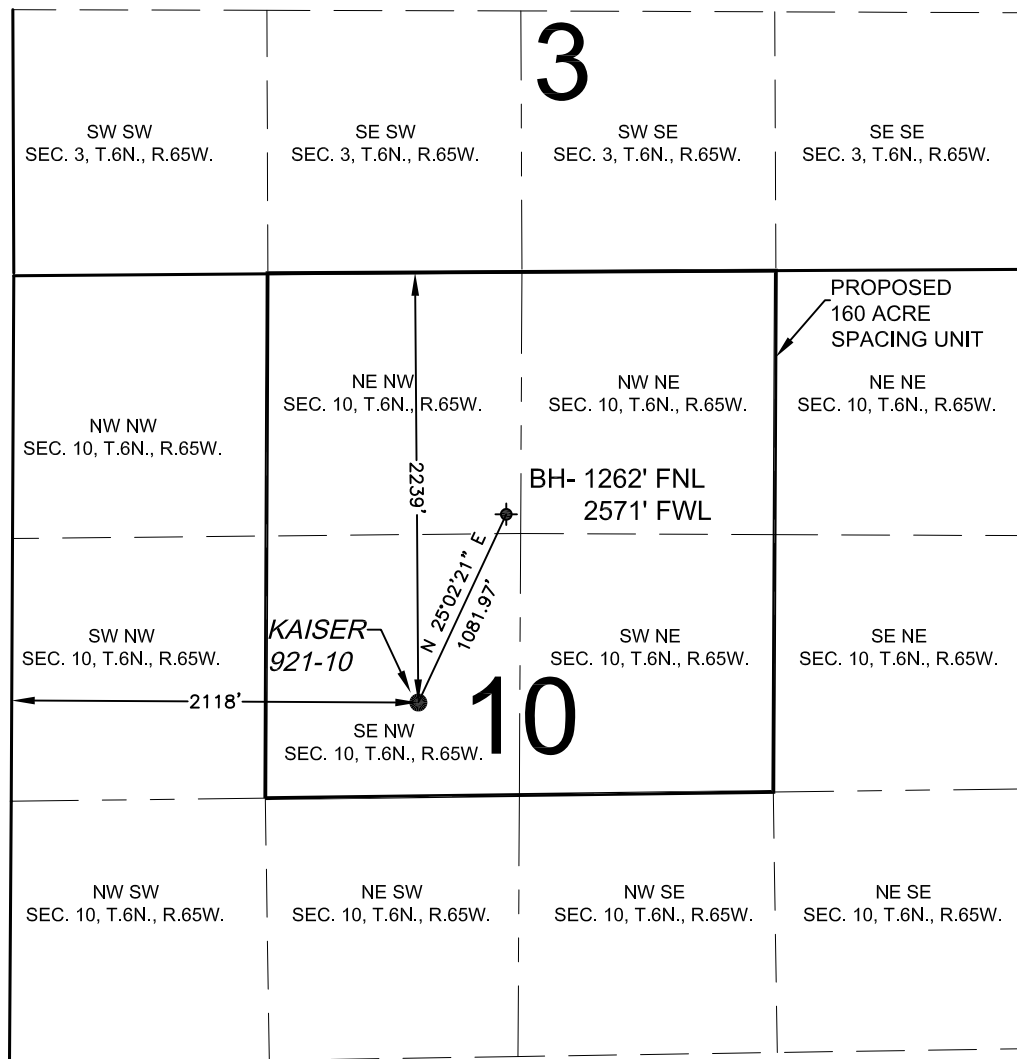 3
SW SW
SEC. 3, T.6N., R.65W.
SE SW
SEC. 3, T.6N., R.65W.
SW SE
SEC. 3, T.6N., R.65W.
SE SE
SEC. 3, T.6N., R.65W.
PROPOSED
160 ACRE
SPACING UNIT
NW NW
SEC. 10, T.6N., R.65W.
NE NW
SEC. 10, T.6N., R.65W.
NW NE
SEC. 10, T.6N., R.65W.
NE NE
SEC. 10, T.6N., R.65W.
2239'
BH- 1262' FNL
2571' FWL
N 25°02'21" E
1081.97'
KAISER
921-10
SW NW
SEC. 10, T.6N., R.65W.
2118'
SE NW
SEC. 10, T.6N., R.65W.
10
SW NE
SEC. 10, T.6N., R.65W.
SE NE
SEC. 10, T.6N., R.65W.
NW SW
SEC. 10, T.6N., R.65W.
NE SW
SEC. 10, T.6N., R.65W.
NW SE
SEC. 10, T.6N., R.65W.
NE SE
SEC. 10, T.6N., R.65W.